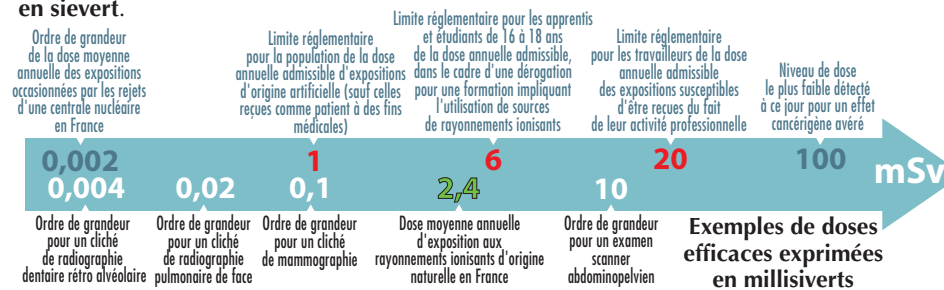 en sievert.
Ordre de grandeur
de la dose moyenne
annuelle des expositions
occasionnées par les rejets
d'une centrale nucléaire
en France
Limite réglementaire
pour la population de la dose
annuelle admissible d'expositions
d'origine artificielle (sauf celles
reçues comme patient à des fins
médicales)
Limite réglementaire pour les apprentis
et étudiants de 16 à 18 ans
de la dose annuelle admissible,
dans le cadre d'une dérogation
pour une formation impliquant
l'utilisation de sources
de rayonnements ionisants
Limite réglementaire
pour les travailleurs de la dose
annuelle admissible
des expositions susceptibles
d'être reçues du fait
de leur activité professionnelle
Niveau de dose
le plus faible détecté
à ce jour pour un effet
cancérigène avéré
0,002
1
6
20
100
mSv
0,004
0,02
0,1
2,4
10
Ordre de grandeur
pour un cliché
de radiographie
dentaire rétro alvéolaire
Ordre de grandeur
pour un cliché
de radiographie
pulmonaire de face
Ordre de grandeur
pour un cliché
de mammographie
Dose moyenne annuelle
d'exposition aux
rayonnements ionisants d'origine
naturelle en France
Ordre de grandeur
pour un examen
scanner
abdominopelvien
Exemples de doses
efficaces exprimées
en millisiverts